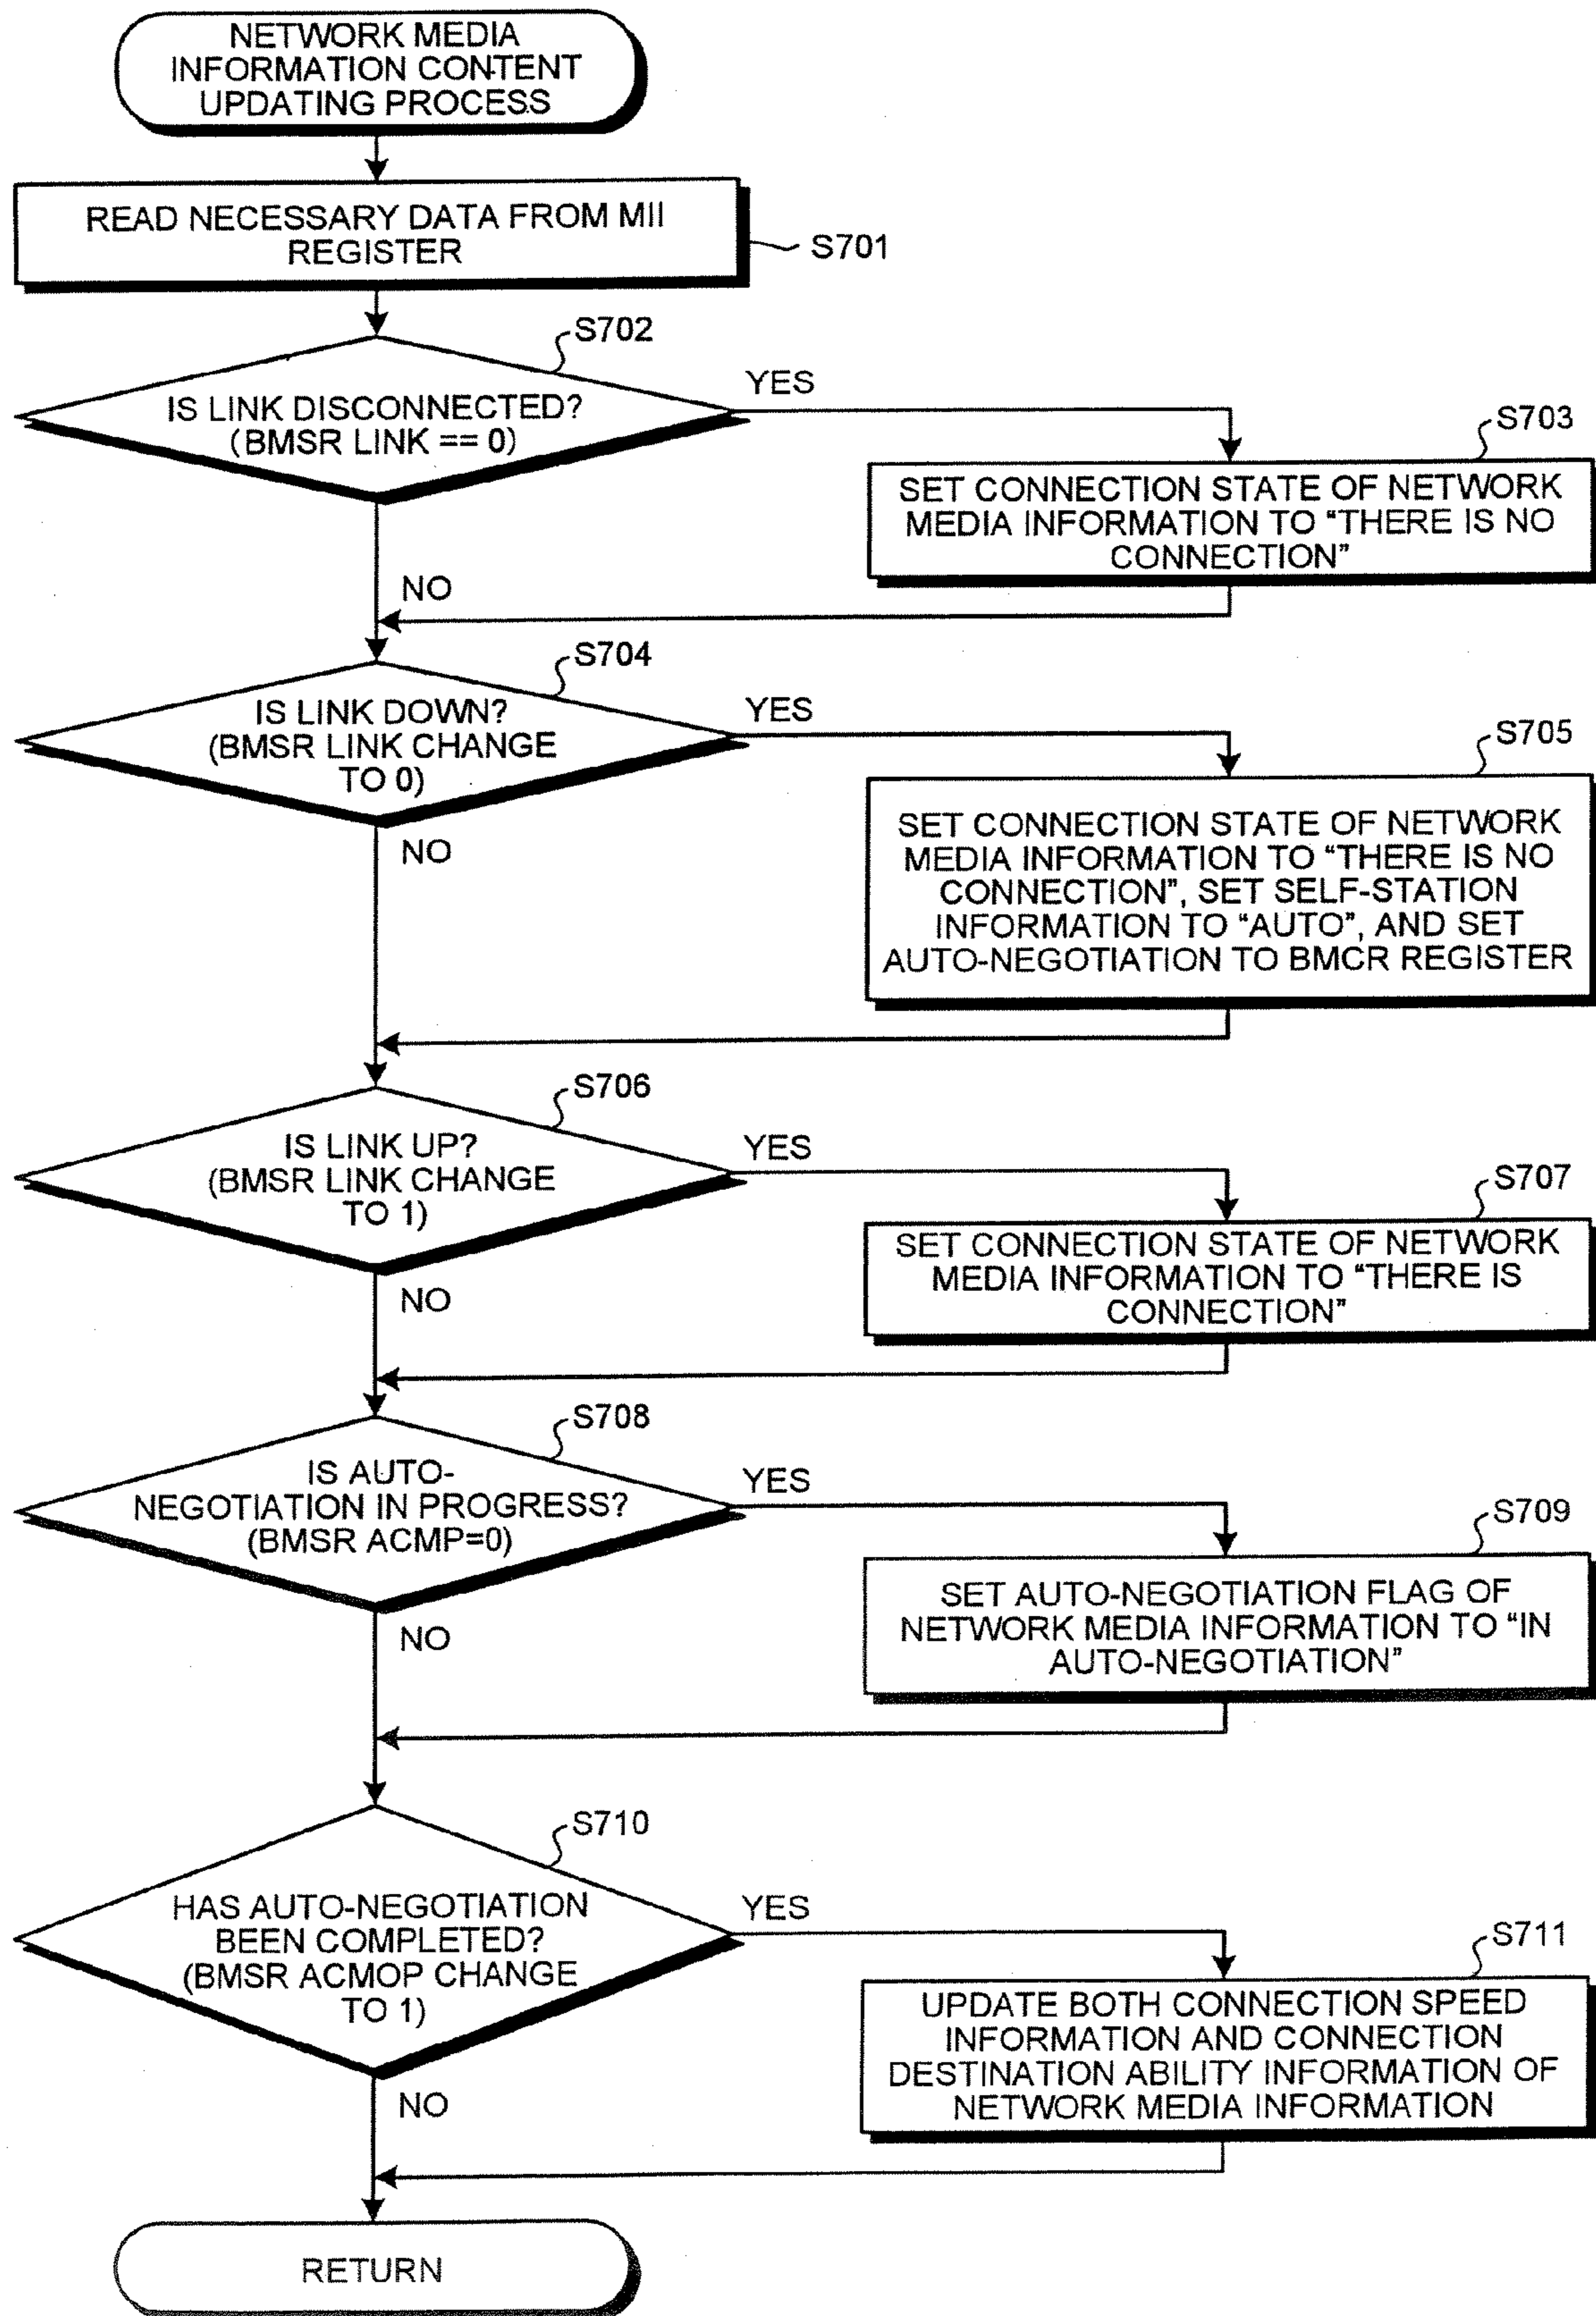 NETWORK MEDIA
INFORMATION CONTENT
UPDATING PROCESS
READ NECESSARY DATA FROM MII
REGISTER
S701
S702
IS LINK DISCONNECTED?
(BMSR LINK == 0)
YES
NO
S703
SET CONNECTION STATE OF NETWORK
MEDIA INFORMATION TO “THERE IS NO
CONNECTION”
S704
IS LINK DOWN?
(BMSR LINK CHANGE
TO 0)
YES
NO
S705
SET CONNECTION STATE OF NETWORK
MEDIA INFORMATION TO “THERE IS NO
CONNECTION”, SET SELF-STATION
INFORMATION TO “AUTO”, AND SET
AUTO-NEGOTIATION TO BMCR REGISTER
S706
IS LINK UP?
(BMSR LINK CHANGE
TO 1)
YES
NO
S707
SET CONNECTION STATE OF NETWORK
MEDIA INFORMATION TO “THERE IS
CONNECTION”
S708
IS AUTO-
NEGOTIATION IN PROGRESS?
(BMSR ACMP=0)
YES
NO
S709
SET AUTO-NEGOTIATION FLAG OF
NETWORK MEDIA INFORMATION TO “IN
AUTO-NEGOTIATION”
S710
HAS AUTO-NEGOTIATION
BEEN COMPLETED?
(BMSR ACMOP CHANGE
TO 1)
YES
NO
S711
UPDATE BOTH CONNECTION SPEED
INFORMATION AND CONNECTION
DESTINATION ABILITY INFORMATION OF
NETWORK MEDIA INFORMATION
RETURN